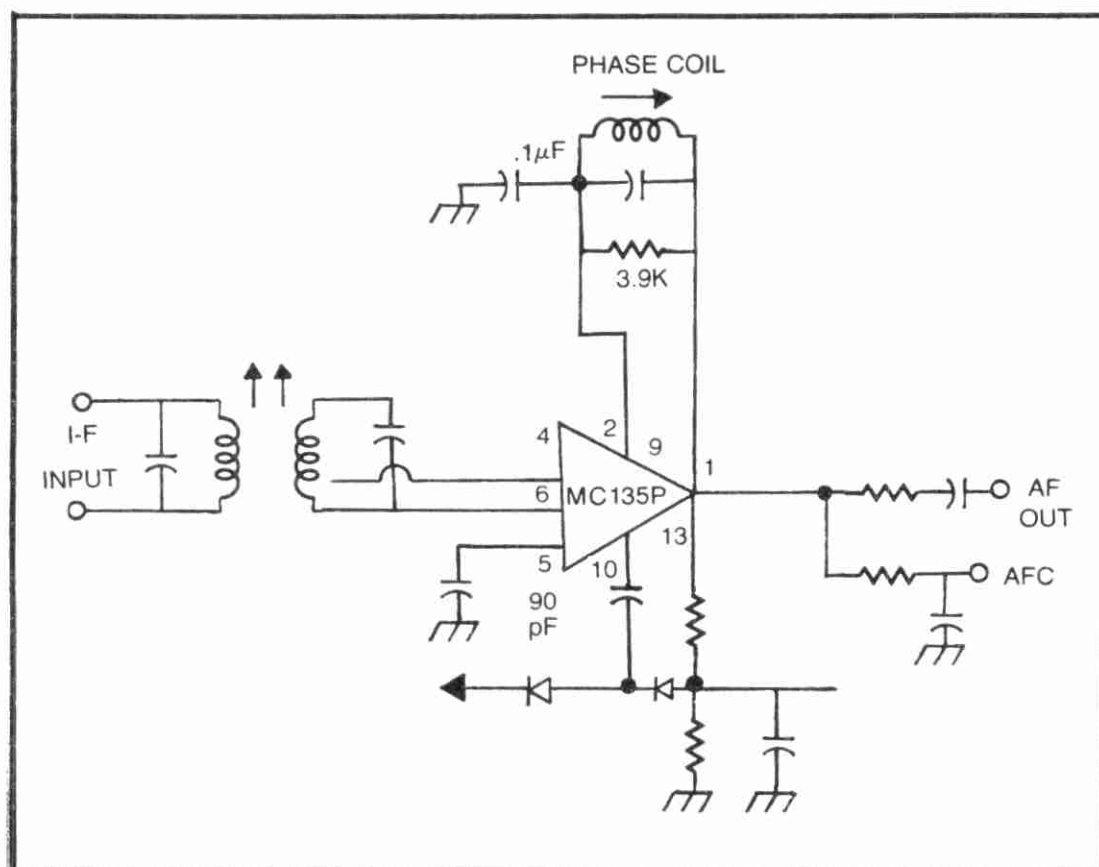 PHASE COIL
.1µF
3.9K
I-F
INPUT
2
4
9
1
6
MC135P
13
5
10
90
pF
AF
OUT
AFC